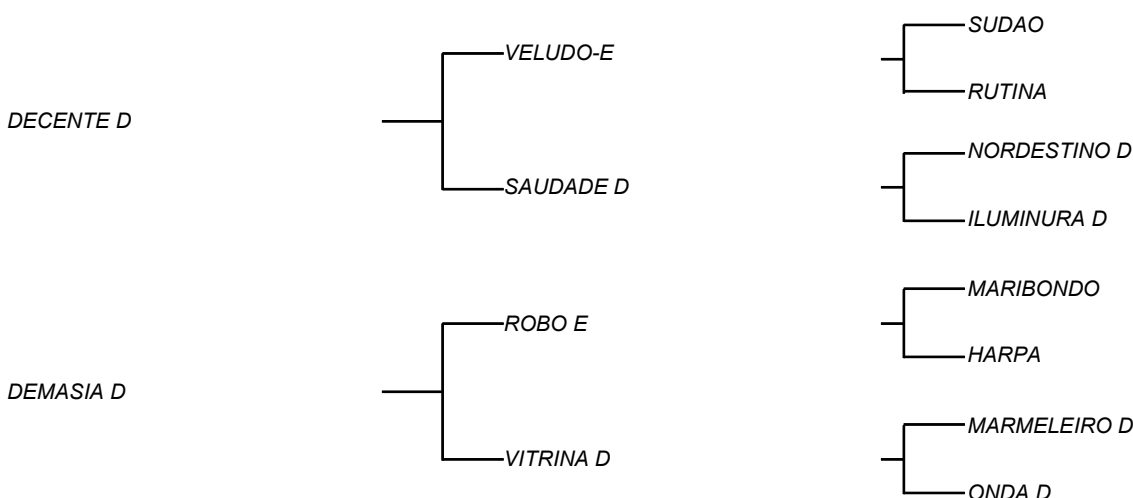 SUDAO
VELUDO-E
RUTINA
DECENTE D
NORDESTINO D
SAUDADE D
ILUMINURA D
MARIBONDO
ROBO E
HARPA
DEMASIA D
MARMELEIRO D
VITRINA D
ONDA D